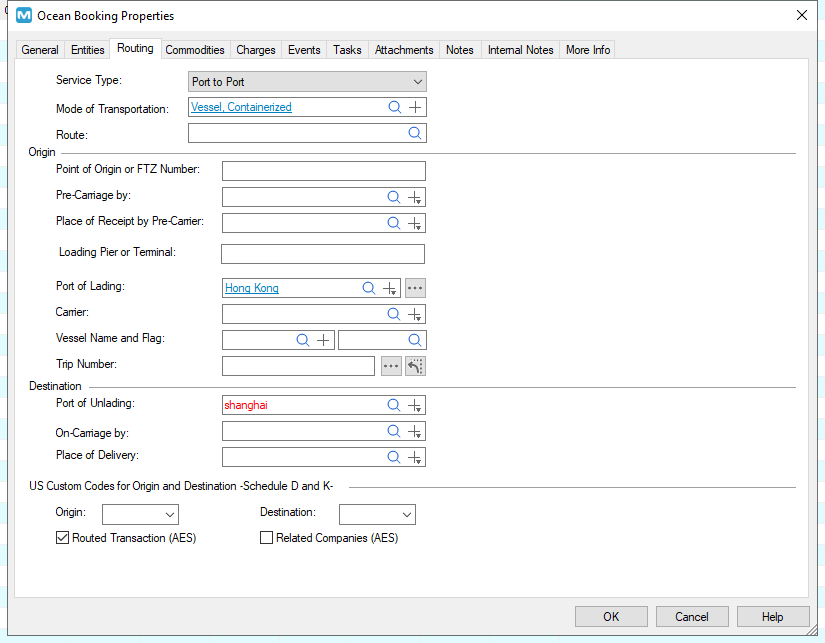 Ocean Booking Properties
General Entities Routing Commodities Charges Events Tasks Attachments Notes Internal Notes More Info
Service Type: Port to Port
Mode of Transportation: Vessel, Containerized
Route:
Origin
Point of Origin or FTZ Number:
Pre-Carriage by:
Place of Receipt by Pre-Carrier:
Loading Pier or Terminal:
Port of Lading: Hong Kong
Carrier:
Vessel Name and Flag:
Trip Number:
Destination
Port of Unlading: shanghai
On-Carriage by:
Place of Delivery:
US Custom Codes for Origin and Destination -Schedule D and K-
Origin: Destination:
Routed Transaction (AES) Related Companies (AES)
OK Cancel Help